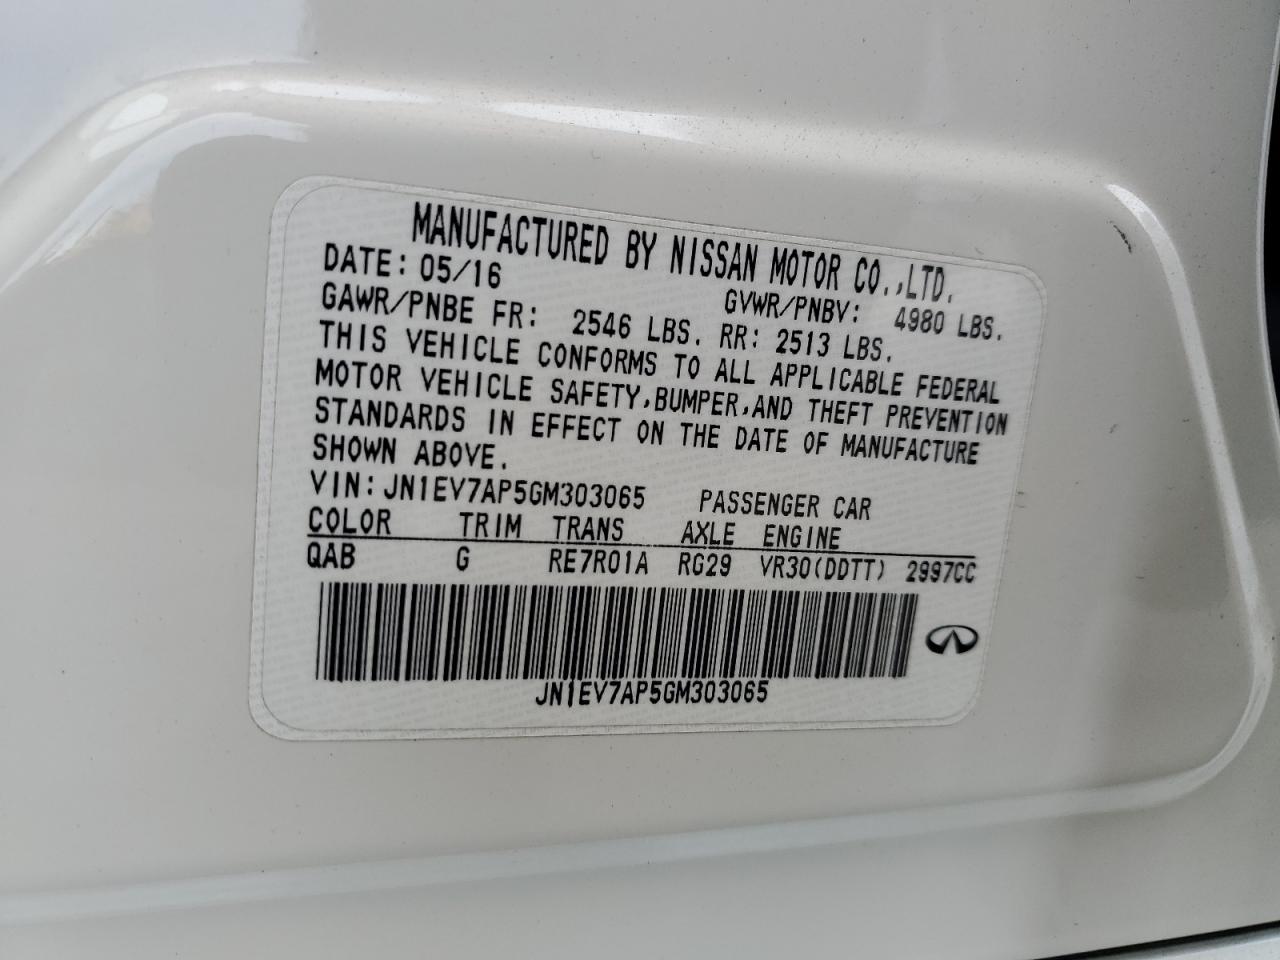 MANUFACTURED BY NISSAN MOTOR CO.,LTD.
DATE: 05/16 GVWR/PNBV: 4980 LBS.
GAWR/PNBE FR: 2546 LBS. RR: 2513 LBS.
THIS VEHICLE CONFORMS TO ALL APPLICABLE FEDERAL
MOTOR VEHICLE SAFETY,BUMPER,AND THEFT PREVENTION
STANDARDS IN EFFECT ON THE DATE OF MANUFACTURE
SHOWN ABOVE.
VIN: JN1EV7AP5GM303065 PASSENGER CAR
COLOR TRIM TRANS AXLE ENGINE
QAB G RE7R01A RG29 VR30(DDTT) 2997CC
JN1EV7AP5GM303065